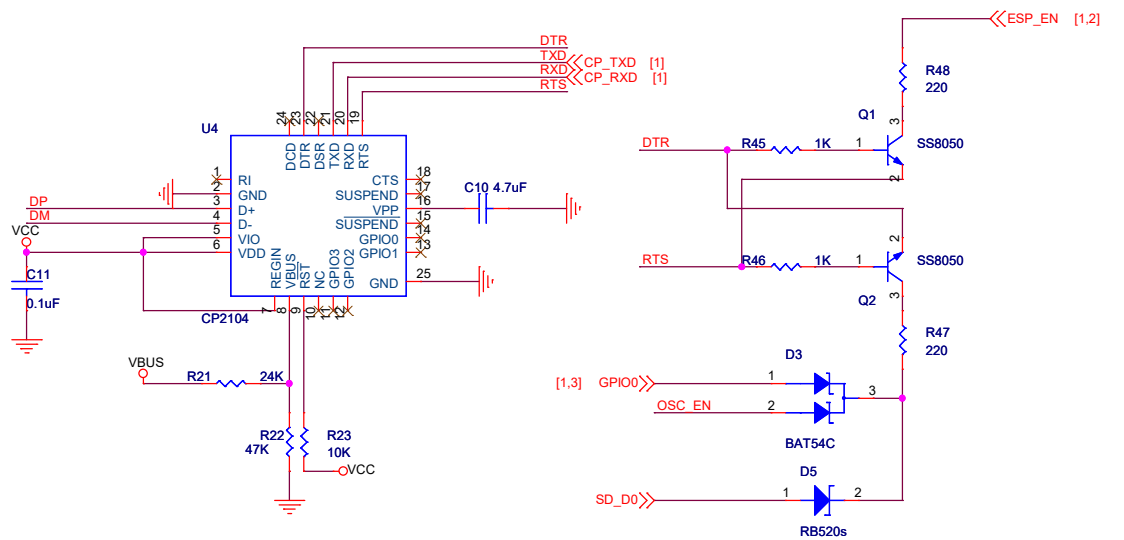 ESP_EN [1,2]
DTR
TXD
CP_TXD [1]
RXD
CP_RXD [1]
RTS
R48
220
Q1
SS8050
3
1
2
DTR
R45 1K
U4
24 23 22 21 20 19
DCD DTR DSR TXD RXD RTS
1 RI
2 GND
DP 3 D+
DM 4 D-
VCC 5 VIO
6 VDD
CTS 18
SUSPEND 17
VPP 16
SUSPEND 15
GPIO0 14
GPIO1 13
GND 25
C10 4.7uF
REGIN VBUS RST NC GPIO3 GPIO2
7 8 9 10 11 12
CP2104
C11
0.1uF
RTS
R46 1K
1
2
3
SS8050
Q2
R47
220
VBUS
R21 24K
R22
47K
R23
10K
VCC
D3
[1,3] GPIO0 1
OSC_EN 2
3
BAT54C
D5
SD_D0 1 2
RB520s